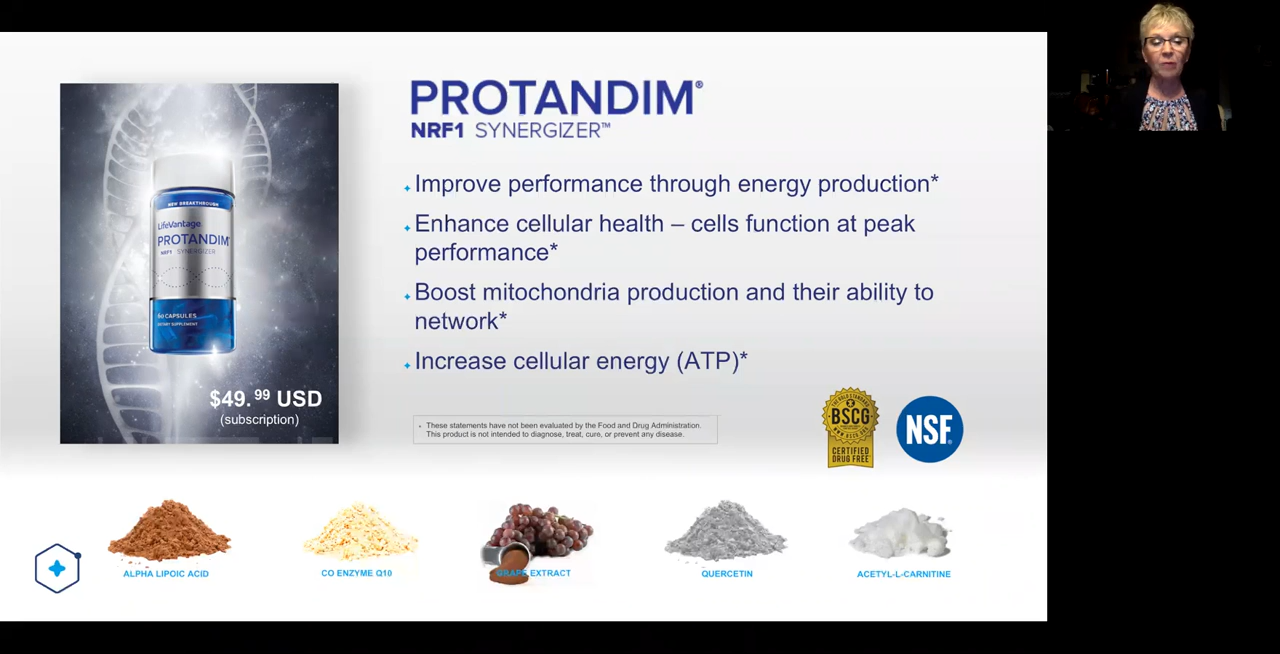 PROTANDIM®
NRF1 SYNERGIZER™
NEW BREAKTHROUGH
LifeVantage
PROTANDIM
NRF1 SYNERGIZER
60 CAPSULES
DIETARY SUPPLEMENT
$49.99 USD
(subscription)
Improve performance through energy production*
Enhance cellular health – cells function at peak
performance*
Boost mitochondria production and their ability to
network*
Increase cellular energy (ATP)*
These statements have not been evaluated by the Food and Drug Administration.
This product is not intended to diagnose, treat, cure, or prevent any disease.
BSCG
CERTIFIED
DRUG FREE
NSF
ALPHA LIPOIC ACID
CO ENZYME Q10
GRAPE EXTRACT
QUERCETIN
ACETYL-L-CARNITINE